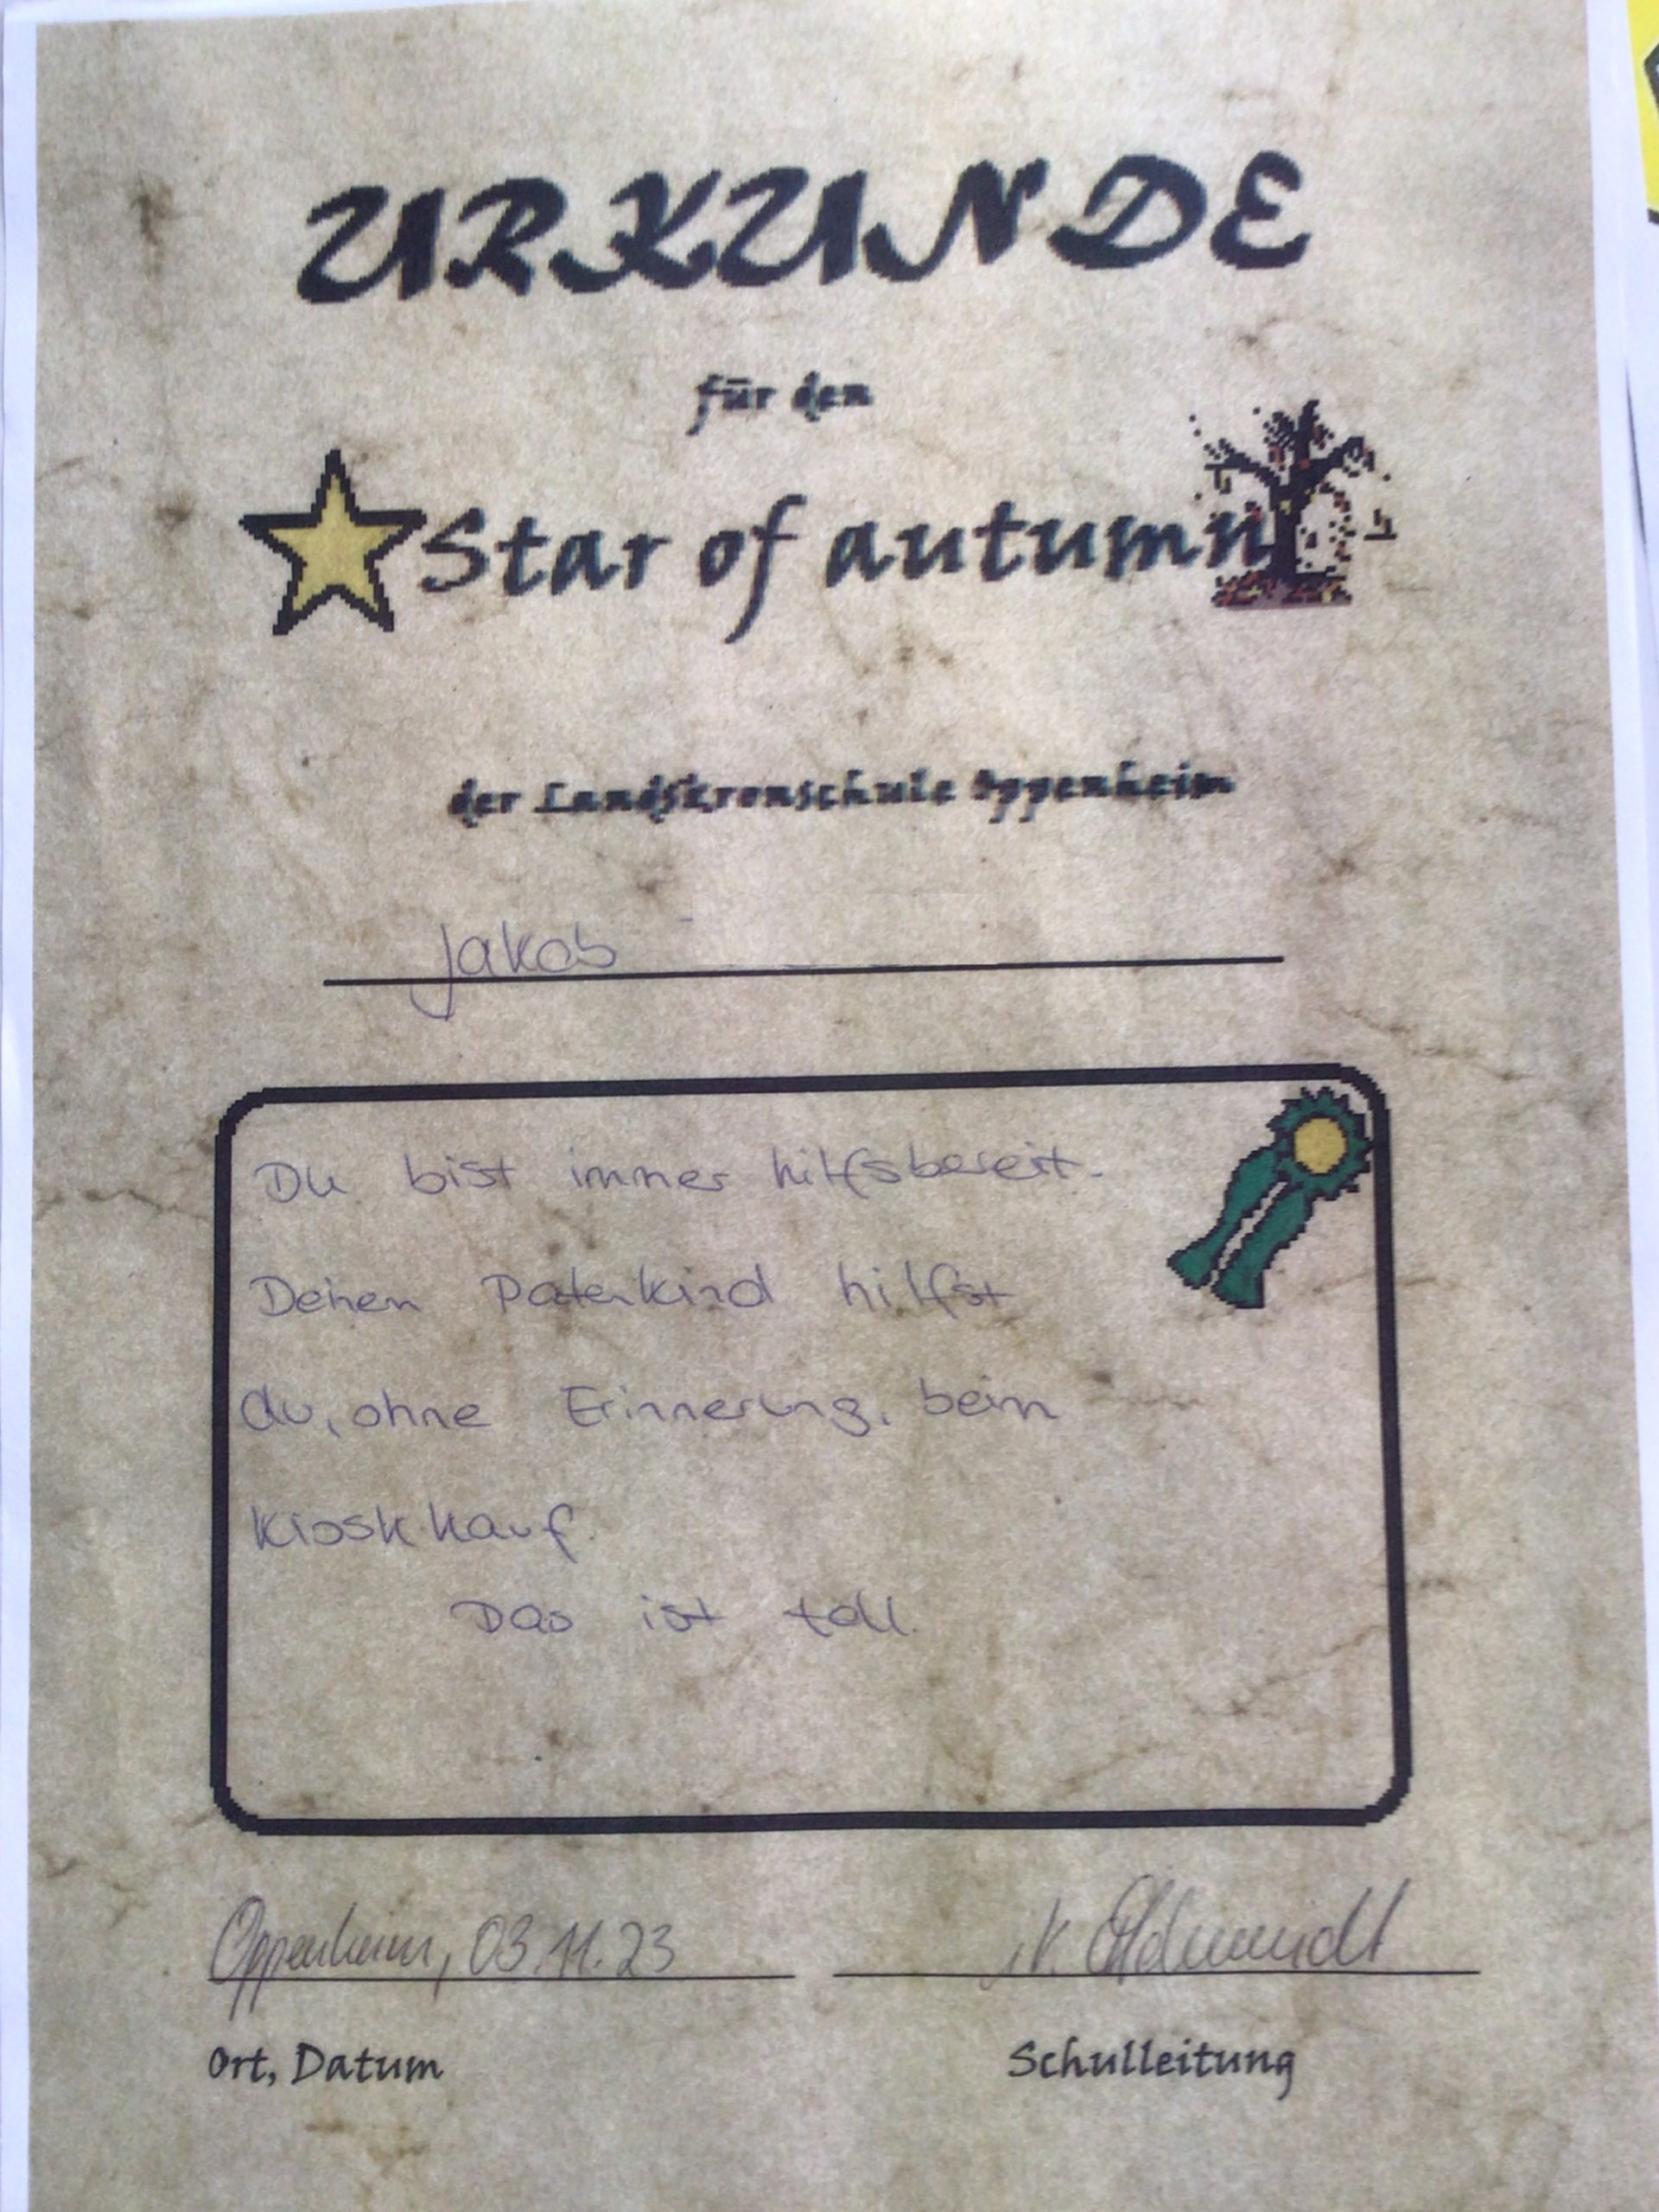 URKUNDE
für den
Star of autumn
der Landskronschule Oppenheim
Jakob
Du bist immer hilfsbereit.
Deinen Patenkind hilfst
du, ohne Erinnerung, beim
Kioskkauf.
Das ist toll.
Oppenheim, 03.11.23
N.
Ort, Datum
Schulleitung